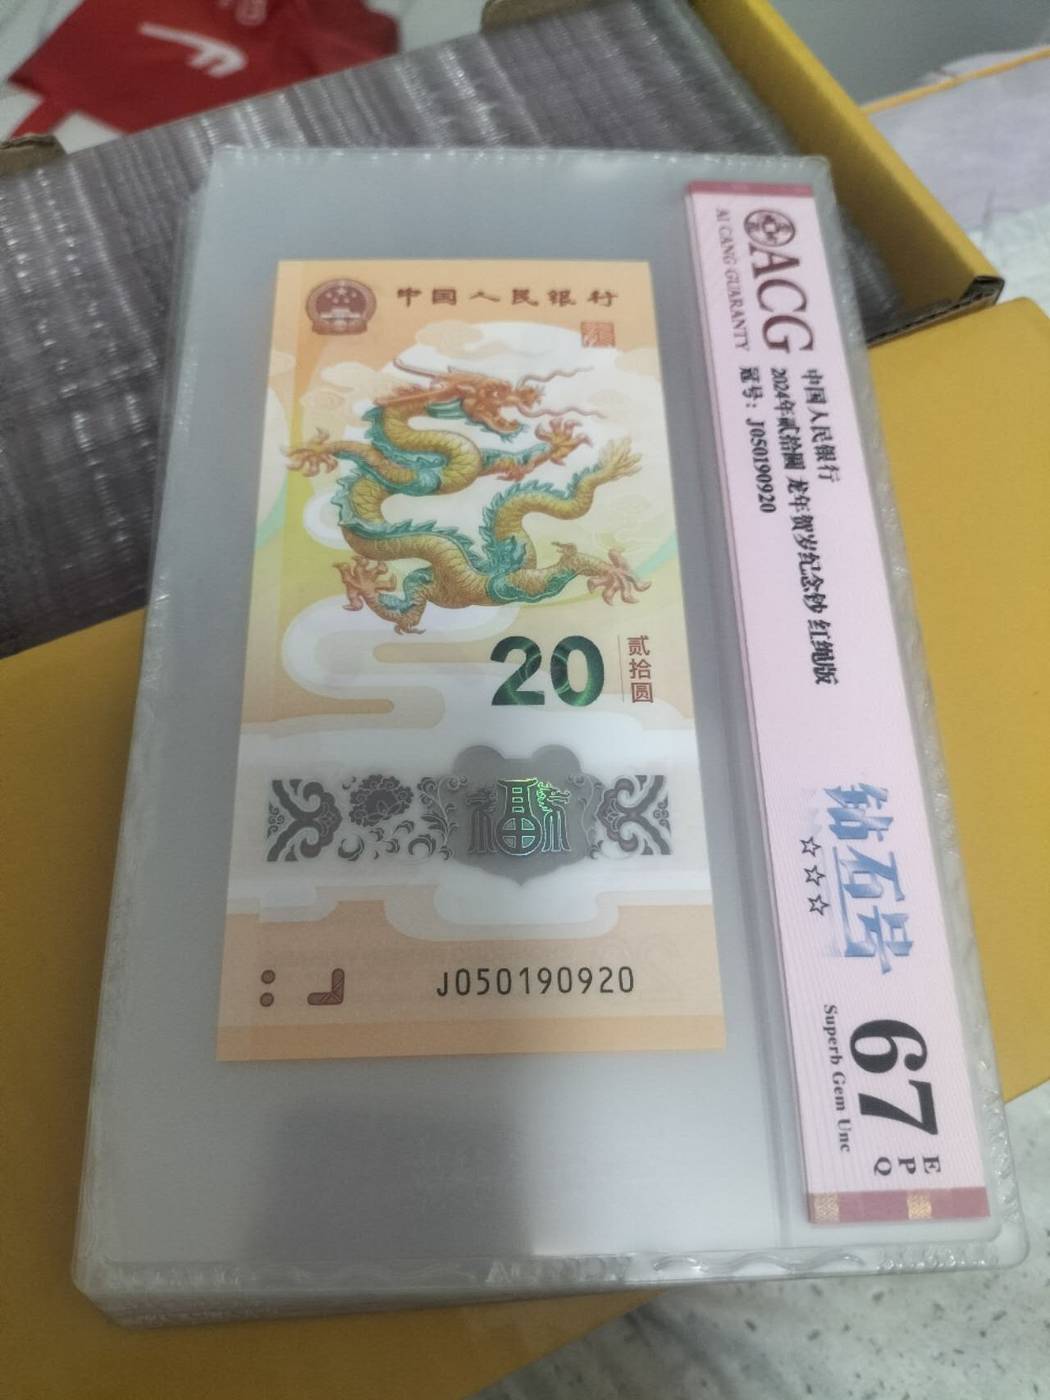 中国人民银行
20
贰拾圆
福
J050190920
ACG
AI CANG GUARANTY
中国人民银行
2024年贰拾圆 龙年贺岁纪念钞 红绳版
冠号：J050190920
钻石号
☆☆☆
67
EPQ
Superb Gem Unc